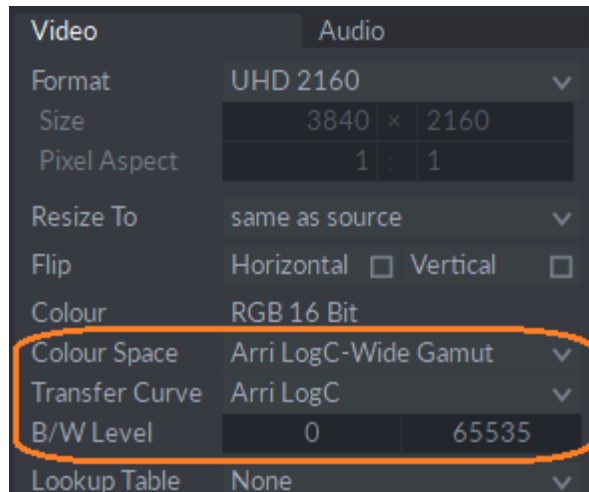 Video Audio
Format UHD 2160
Size 3840 × 2160
Pixel Aspect 1 : 1
Resize To same as source
Flip Horizontal Vertical
Colour RGB 16 Bit
Colour Space Arri LogC-Wide Gamut
Transfer Curve Arri LogC
B/W Level 0 65535
Lookup Table None